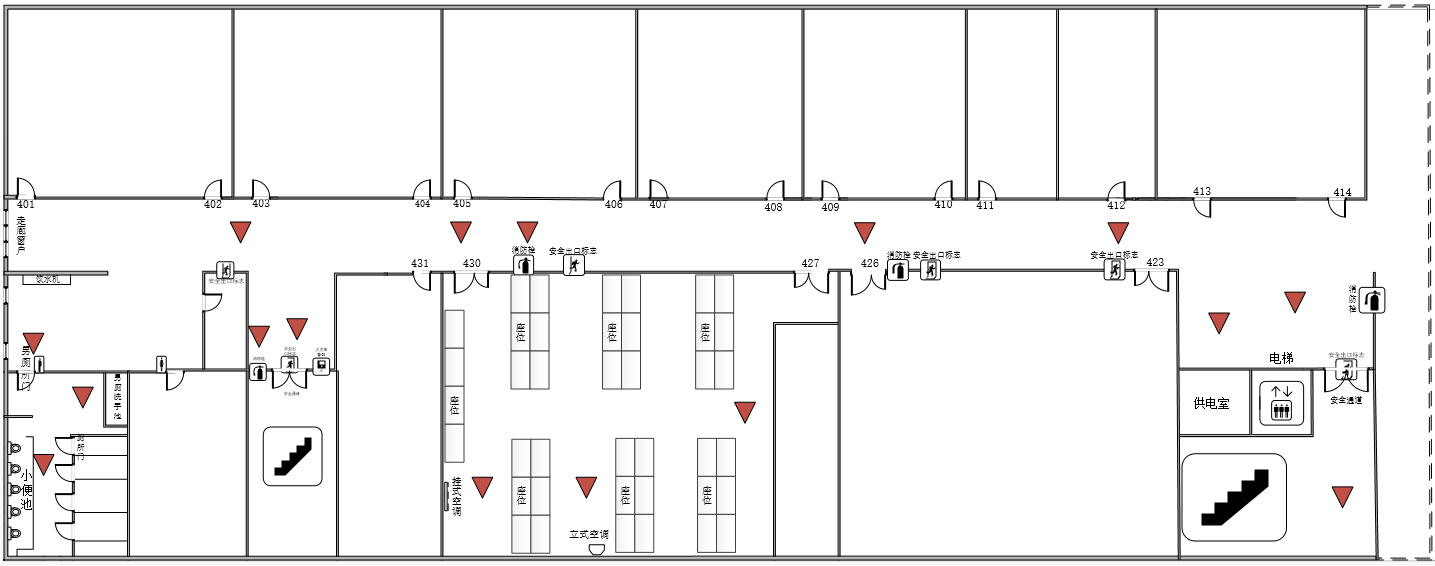 401
402
403
404
405
406
407
408
409
410
411
412
413
414
走廊窗户
饮水机
安全出口标志
431
430
消防栓
安全出口标志
427
426
消防栓
安全出口标志
安全出口标志
423
消防栓
男厕所门
男厕洗手池
厕所门
小便池
消防栓
安全出口标志
安全通道
座位
座位
座位
座位
座位
座位
座位
挂式空调
立式空调
电梯
安全出口标志
供电室
安全通道